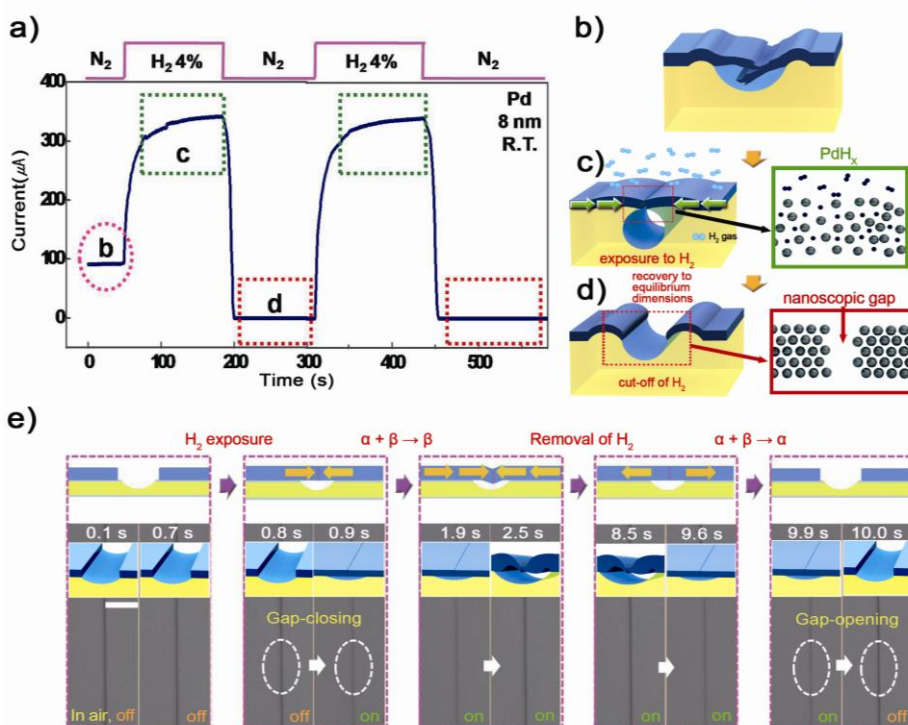 a)
N₂
H₂ 4%
N₂
H₂ 4%
N₂
400
300
200
100
0
Current(μA)
Pd
8 nm
R.T.
b
c
d
0
100
200
300
400
500
Time (s)
b)
c)
PdHₓ
H₂ gas
exposure to H₂
recovery to
equilibrium
dimensions
d)
nanoscopic gap
cut-off of H₂
e)
H₂ exposure
α + β → β
Removal of H₂
α + β → α
0.1 s 0.7 s
0.8 s 0.9 s
1.9 s 2.5 s
8.5 s 9.6 s
9.9 s 10.0 s
Gap-closing
Gap-opening
In air, off off
off on
on on
on on
on off